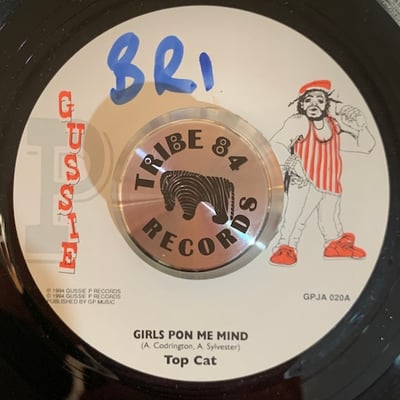 BRI
GUSSIE
P
TRIBE 84
RECORDS
℗ 1994 GUSSIE P RECORDS
© 1994 GUSSIE P RECORDS
PUBLISHED BY GP MUSIC
GPJA 020A
GIRLS PON ME MIND
(A. Codrington, A. Sylvester)
Top Cat